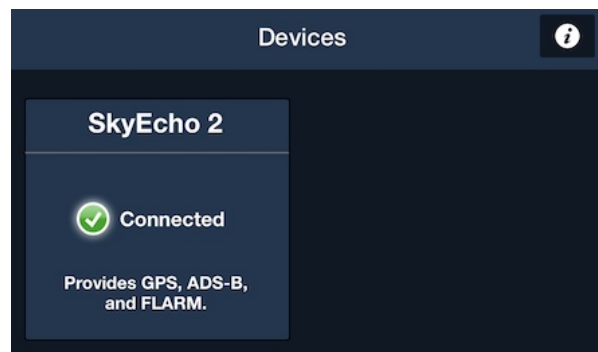 Devices
SkyEcho 2
Connected
Provides GPS, ADS-B,
and FLARM.